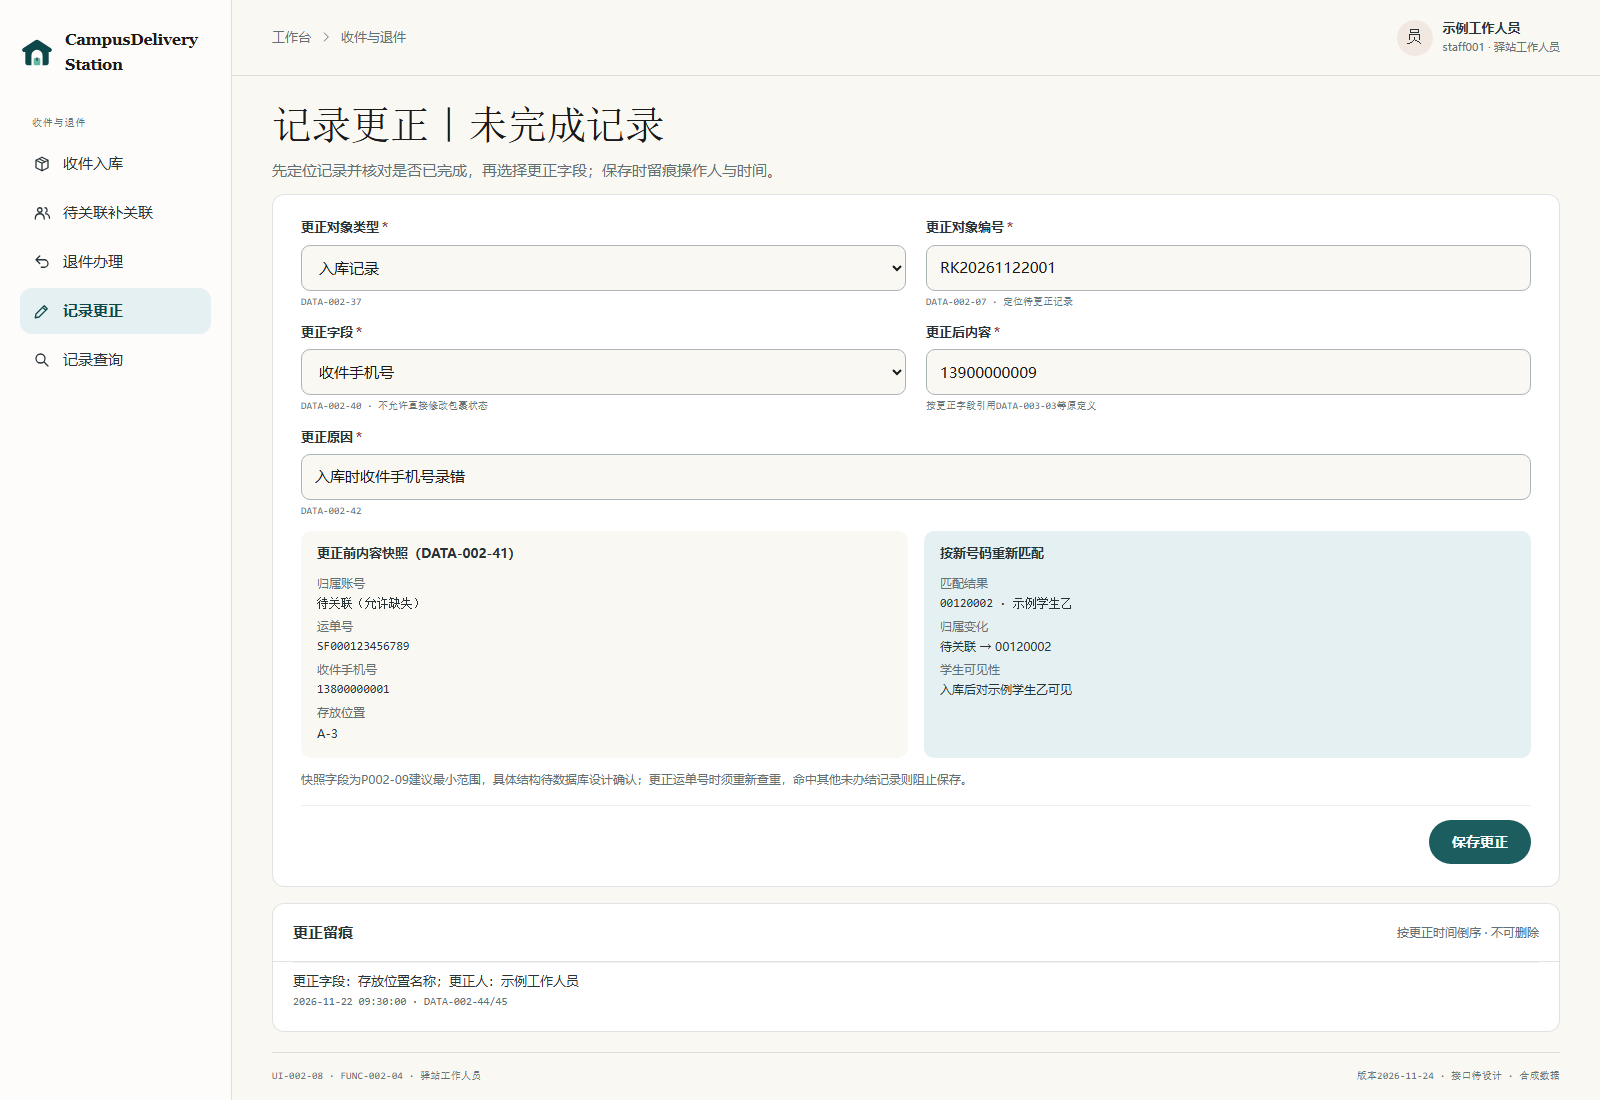 CampusDelivery
Station
收件与退件
收件入库
待关联补关联
退件办理
记录更正
记录查询
工作台 > 收件与退件
员
示例工作人员
staff001 · 驿站工作人员
记录更正｜未完成记录
先定位记录并核对是否已完成，再选择更正字段；保存时留痕操作人与时间。
更正对象类型 *
入库记录
DATA-002-37
更正对象编号 *
RK20261122001
DATA-002-07 · 定位待更正记录
更正字段 *
收件手机号
DATA-002-40 · 不允许直接修改包裹状态
更正后内容 *
13900000009
按更正字段引用DATA-003-03等原定义
更正原因 *
入库时收件手机号录错
DATA-002-42
更正前内容快照（DATA-002-41）
归属账号
待关联（允许缺失）
运单号
SF000123456789
收件手机号
13800000001
存放位置
A-3
按新号码重新匹配
匹配结果
00120002 · 示例学生乙
归属变化
待关联 → 00120002
学生可见性
入库后对示例学生乙可见
快照字段为P002-09建议最小范围，具体结构待数据库设计确认；更正运单号时须重新查重，命中其他未办结记录则阻止保存。
保存更正
更正留痕
按更正时间倒序 · 不可删除
更正字段：存放位置名称；更正人：示例工作人员
2026-11-22 09:30:00 · DATA-002-44/45
UI-002-08 · FUNC-002-04 · 驿站工作人员
版本2026-11-24 · 接口待设计 · 合成数据